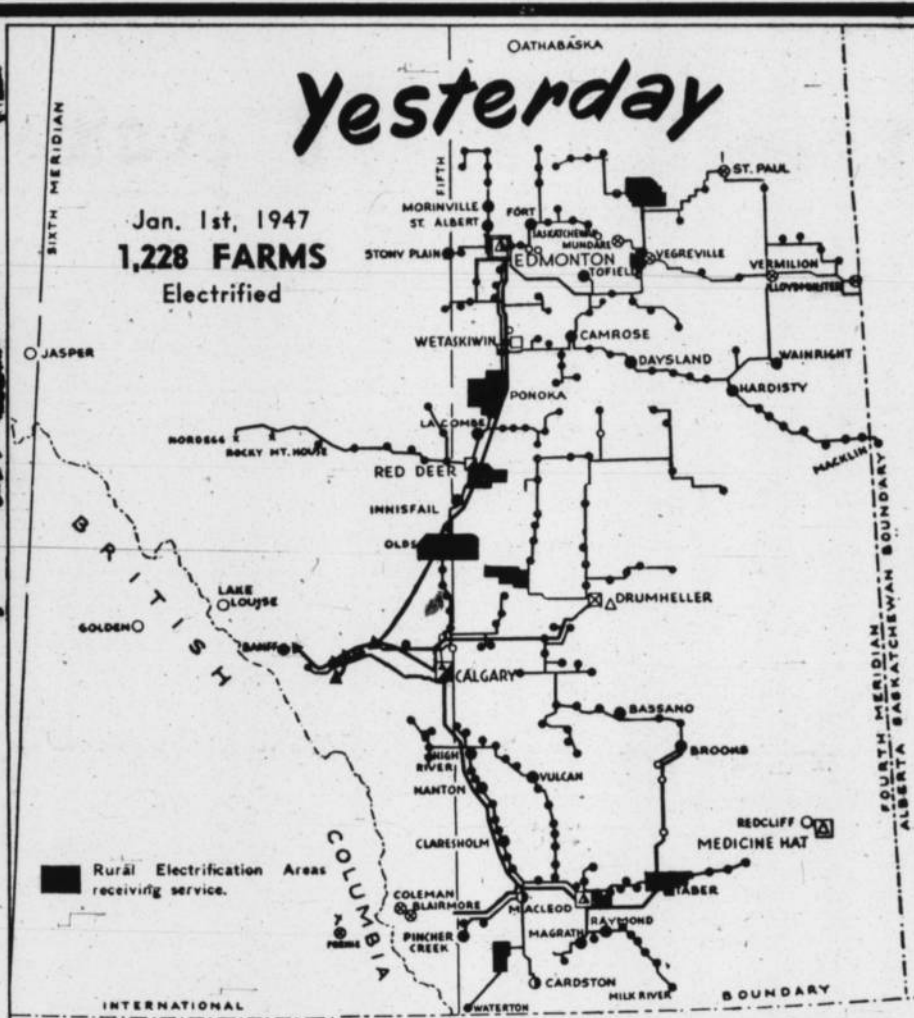 ATHABASKA
Yesterday
SIXTH MERIDIAN
FIFTH
ST. PAUL
Jan. 1st, 1947
1,228 FARMS
Electrified
MORINVILLE
ST. ALBERT
FORT
SASKATCHEWAN
MUNDARE
STONY PLAIN
EDMONTON
VEGREVILLE
TOFIELD
VERMILION
LLOYDMINSTER
WETASKIWIN
CAMROSE
JASPER
DAYSLAND
WAINRIGHT
PONOKA
HARDISTY
LACOMBE
NORDEGG
ROCKY MT. HOUSE
MACKLIN
RED DEER
INNISFAIL
OLDS
BRITISH
LAKE
LOUISE
DRUMHELLER
GOLDEN
BANFF
CALGARY
BASSANO
HIGH
RIVER
BROOKS
VULCAN
NANTON
FOURTH MERIDIAN
ALBERTA SASKATCHEWAN BOUNDARY
REDCLIFF
CLARESHOLM
MEDICINE HAT
COLUMBIA
Rural Electrification Areas
receiving service.
TABER
COLEMAN
BLAIRMORE
MACLEOD
RAYMOND
FERNIE
PINCHER
CREEK
MAGRATH
CARDSTON
MILK RIVER
WATERTON
INTERNATIONAL
BOUNDARY